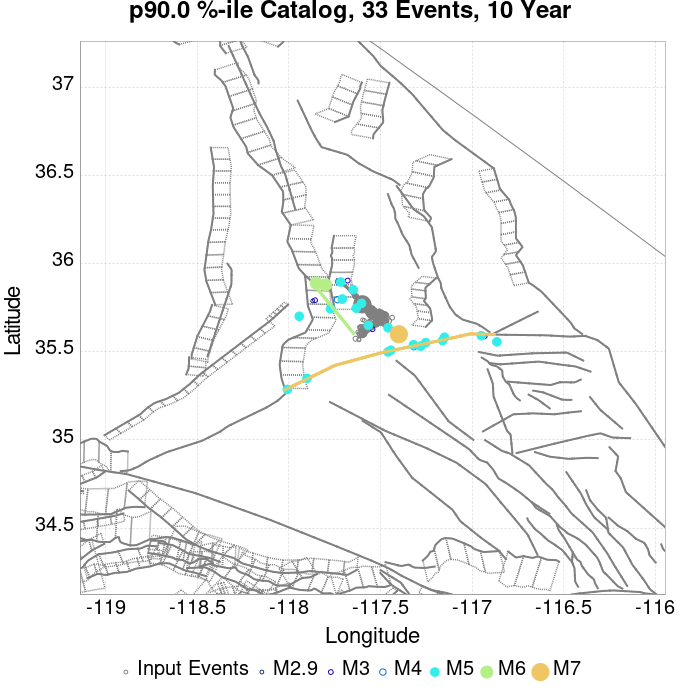 p90.0 %-ile Catalog, 33 Events, 10 Year
37
36.5
36
35.5
35
34.5
Latitude
-119 -118.5 -118 -117.5 -117 -116.5 -116
Longitude
Input Events M2.9 M3 M4 M5 M6 M7